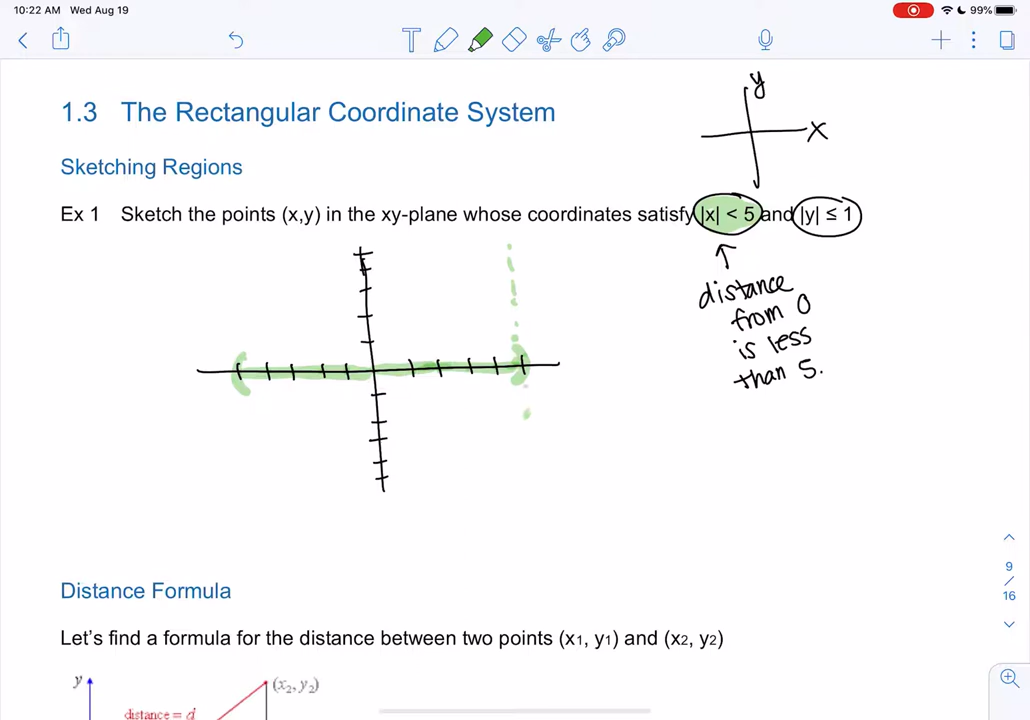 10:22 AM Wed Aug 19
99%
T
1.3 The Rectangular Coordinate System
y
x
Sketching Regions
Ex 1 Sketch the points (x,y) in the xy-plane whose coordinates satisfy |x| < 5 and |y| ≤ 1
distance
from 0
is less
than 5.
9
/
16
Distance Formula
Let's find a formula for the distance between two points (x1, y1) and (x2, y2)
y
(x2, y2)
distance = d